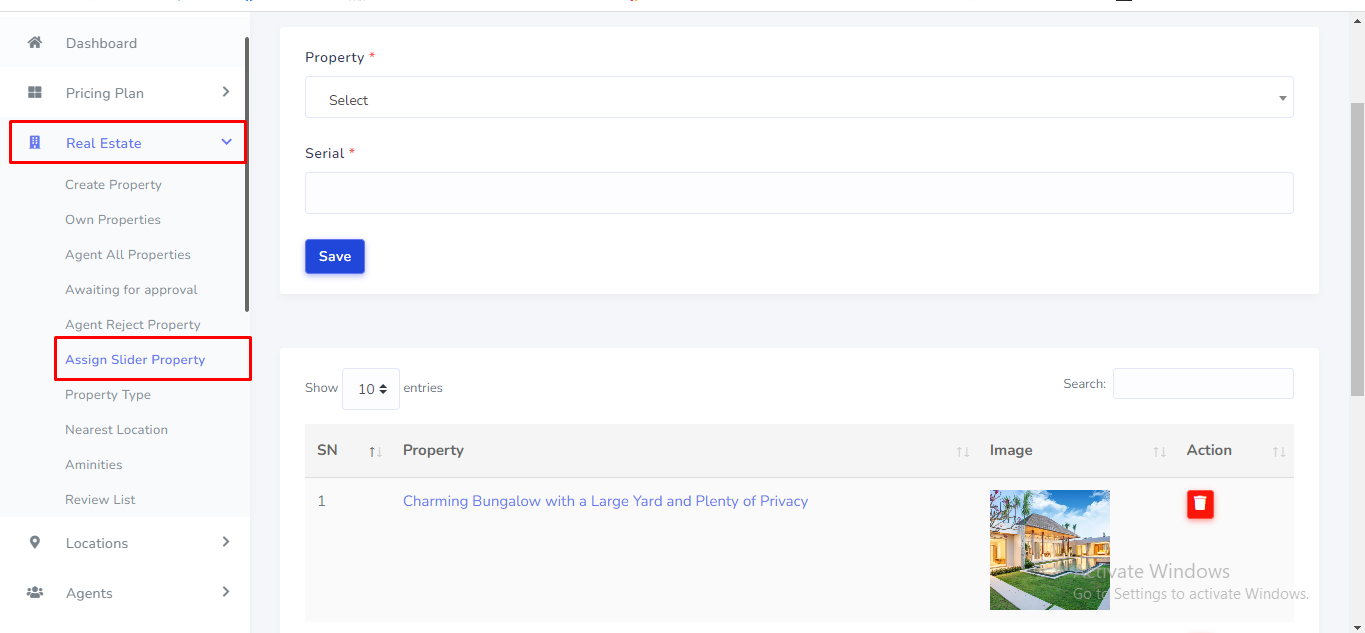 Dashboard
Pricing Plan
Real Estate
Create Property
Own Properties
Agent All Properties
Awaiting for approval
Agent Reject Property
Assign Slider Property
Property Type
Nearest Location
Aminities
Review List
Locations
Agents
Property *
Select
Serial *
Save
Show 10 entries
Search:
SN Property Image Action
1 Charming Bungalow with a Large Yard and Plenty of Privacy
Activate Windows
Go to Settings to activate Windows.